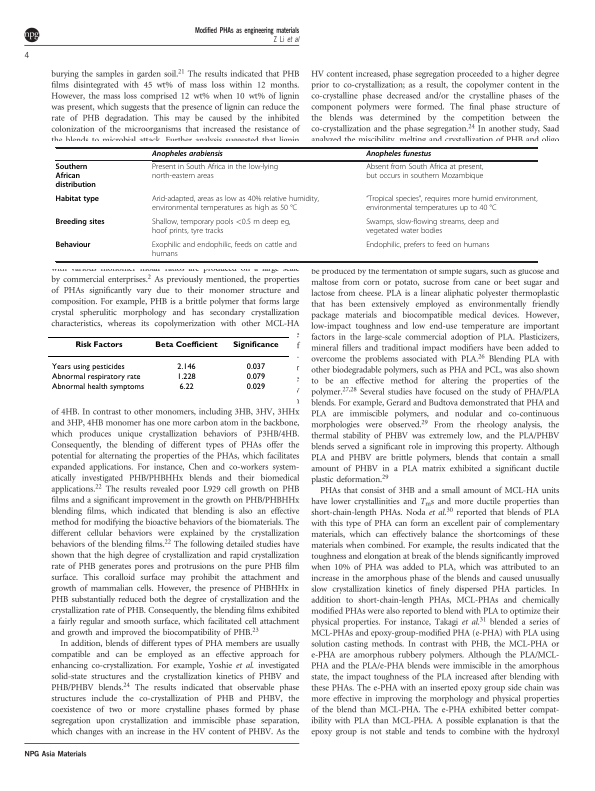 npg
Modified PHAs as engineering materials
Z Li et al
4
burying the samples in garden soil.21 The results indicated that PHB
films disintegrated with 45 wt% of mass loss within 12 months.
However, the mass loss comprised 12 wt% when 10 wt% of lignin
was present, which suggests that the presence of lignin can reduce the
rate of PHB degradation. This may be caused by the inhibited
colonization of the microorganisms that increased the resistance of
the blends to microbial attack. Further analysis suggested that lignin
HV content increased, phase segregation proceeded to a higher degree
prior to co-crystallization; as a result, the copolymer content in the
co-crystalline phase decreased and/or the crystalline phases of the
component polymers were formed. The final phase structure of
the blends was determined by the competition between the
co-crystallization and the phase segregation.24 In another study, Saad
analyzed the miscibility, melting and crystallization of PHB and oligo
Anopheles arabiensis Anopheles funestus
Southern African distribution Present in South Africa in the low-lying north-eastern areas Absent from South Africa at present, but occurs in southern Mozambique
Habitat type Arid-adapted, areas as low as 40% relative humidity, environmental temperatures as high as 50 °C "Tropical species", requires more humid environment, environmental temperatures up to 40 °C
Breeding sites Shallow, temporary pools <0.5 m deep eg, hoof prints, tyre tracks Swamps, slow-flowing streams, deep and vegetated water bodies
Behaviour Exophilic and endophilic, feeds on cattle and humans Endophilic, prefers to feed on humans
with various monomer molar ratios are produced on a large scale
by commercial enterprises.2 As previously mentioned, the properties
of PHAs significantly vary due to their monomer structure and
composition. For example, PHB is a brittle polymer that forms large
crystal spherulitic morphology and has secondary crystallization
characteristics, whereas its copolymerization with other MCL-HA
Risk Factors Beta Coefficient Significance
Years using pesticides 2.146 0.037
Abnormal respiratory rate 1.228 0.079
Abnormal health symptoms 6.22 0.029
of 4HB. In contrast to other monomers, including 3HB, 3HV, 3HHx
and 3HP, 4HB monomer has one more carbon atom in the backbone,
which produces unique crystallization behaviors of P3HB/4HB.
Consequently, the blending of different types of PHAs offer the
potential for alternating the properties of the PHAs, which facilitates
expanded applications. For instance, Chen and co-workers system-
atically investigated PHB/PHBHHx blends and their biomedical
applications.22 The results revealed poor L929 cell growth on PHB
films and a significant improvement in the growth on PHB/PHBHHx
blending films, which indicated that blending is also an effective
method for modifying the bioactive behaviors of the biomaterials. The
different cellular behaviors were explained by the crystallization
behaviors of the blending films.22 The following detailed studies have
shown that the high degree of crystallization and rapid crystallization
rate of PHB generates pores and protrusions on the pure PHB film
surface. This coralloid surface may prohibit the attachment and
growth of mammalian cells. However, the presence of PHBHHx in
PHB substantially reduced both the degree of crystallization and the
crystallization rate of PHB. Consequently, the blending films exhibited
a fairly regular and smooth surface, which facilitated cell attachment
and growth and improved the biocompatibility of PHB.23
In addition, blends of different types of PHA members are usually
compatible and can be employed as an effective approach for
enhancing co-crystallization. For example, Yoshie et al. investigated
solid-state structures and the crystallization kinetics of PHBV and
PHB/PHBV blends.24 The results indicated that observable phase
structures include the co-crystallization of PHB and PHBV, the
coexistence of two or more crystalline phases formed by phase
segregation upon crystallization and immiscible phase separation,
which changes with an increase in the HV content of PHBV. As the
be produced by the fermentation of simple sugars, such as glucose and
maltose from corn or potato, sucrose from cane or beet sugar and
lactose from cheese. PLA is a linear aliphatic polyester thermoplastic
that has been extensively employed as environmentally friendly
package materials and biocompatible medical devices. However,
low-impact toughness and low end-use temperature are important
factors in the large-scale commercial adoption of PLA. Plasticizers,
mineral fillers and traditional impact modifiers have been added to
overcome the problems associated with PLA.26 Blending PLA with
other biodegradable polymers, such as PHA and PCL, was also shown
to be an effective method for altering the properties of the
polymer.27,28 Several studies have focused on the study of PHA/PLA
blends. For example, Gerard and Budtova demonstrated that PHA and
PLA are immiscible polymers, and nodular and co-continuous
morphologies were observed.29 From the rheology analysis, the
thermal stability of PHBV was extremely low, and the PLA/PHBV
blends served a significant role in improving this property. Although
PLA and PHBV are brittle polymers, blends that contain a small
amount of PHBV in a PLA matrix exhibited a significant ductile
plastic deformation.29
PHAs that consist of 3HB and a small amount of MCL-HA units
have lower crystallinities and Tms and more ductile properties than
short-chain-length PHAs. Noda et al.30 reported that blends of PLA
with this type of PHA can form an excellent pair of complementary
materials, which can effectively balance the shortcomings of these
materials when combined. For example, the results indicated that the
toughness and elongation at break of the blends significantly improved
when 10% PHA was added to PLA, which was attributed to an
increase in the amorphous phase of the blends and caused unusually
slow crystallization kinetics of finely dispersed PHA particles. In
addition to short-chain-length PHAs, MCL-PHAs and chemically
modified PHAs were also reported to blend with PLA to optimize their
physical properties. For instance, Takagi et al.31 blended a series of
MCL-PHAs and epoxy-group-modified PHA (e-PHA) with PLA using
solution casting methods. In contrast with PHB, the MCL-PHA or
e-PHA are amorphous rubbery polymers. Although the PLA/MCL-
PHA and the PLA/e-PHA blends were immiscible in the amorphous
state, the impact toughness of the PLA increased after blending with
these PHAs. The e-PHA with an inserted epoxy group side chain was
more effective in improving the morphology and physical properties
of the blend than MCL-PHA. The e-PHA exhibited better compat-
ibility with PLA than MCL-PHA. A possible explanation is that the
epoxy group is not stable and tends to combine with the hydroxyl
NPG Asia Materials